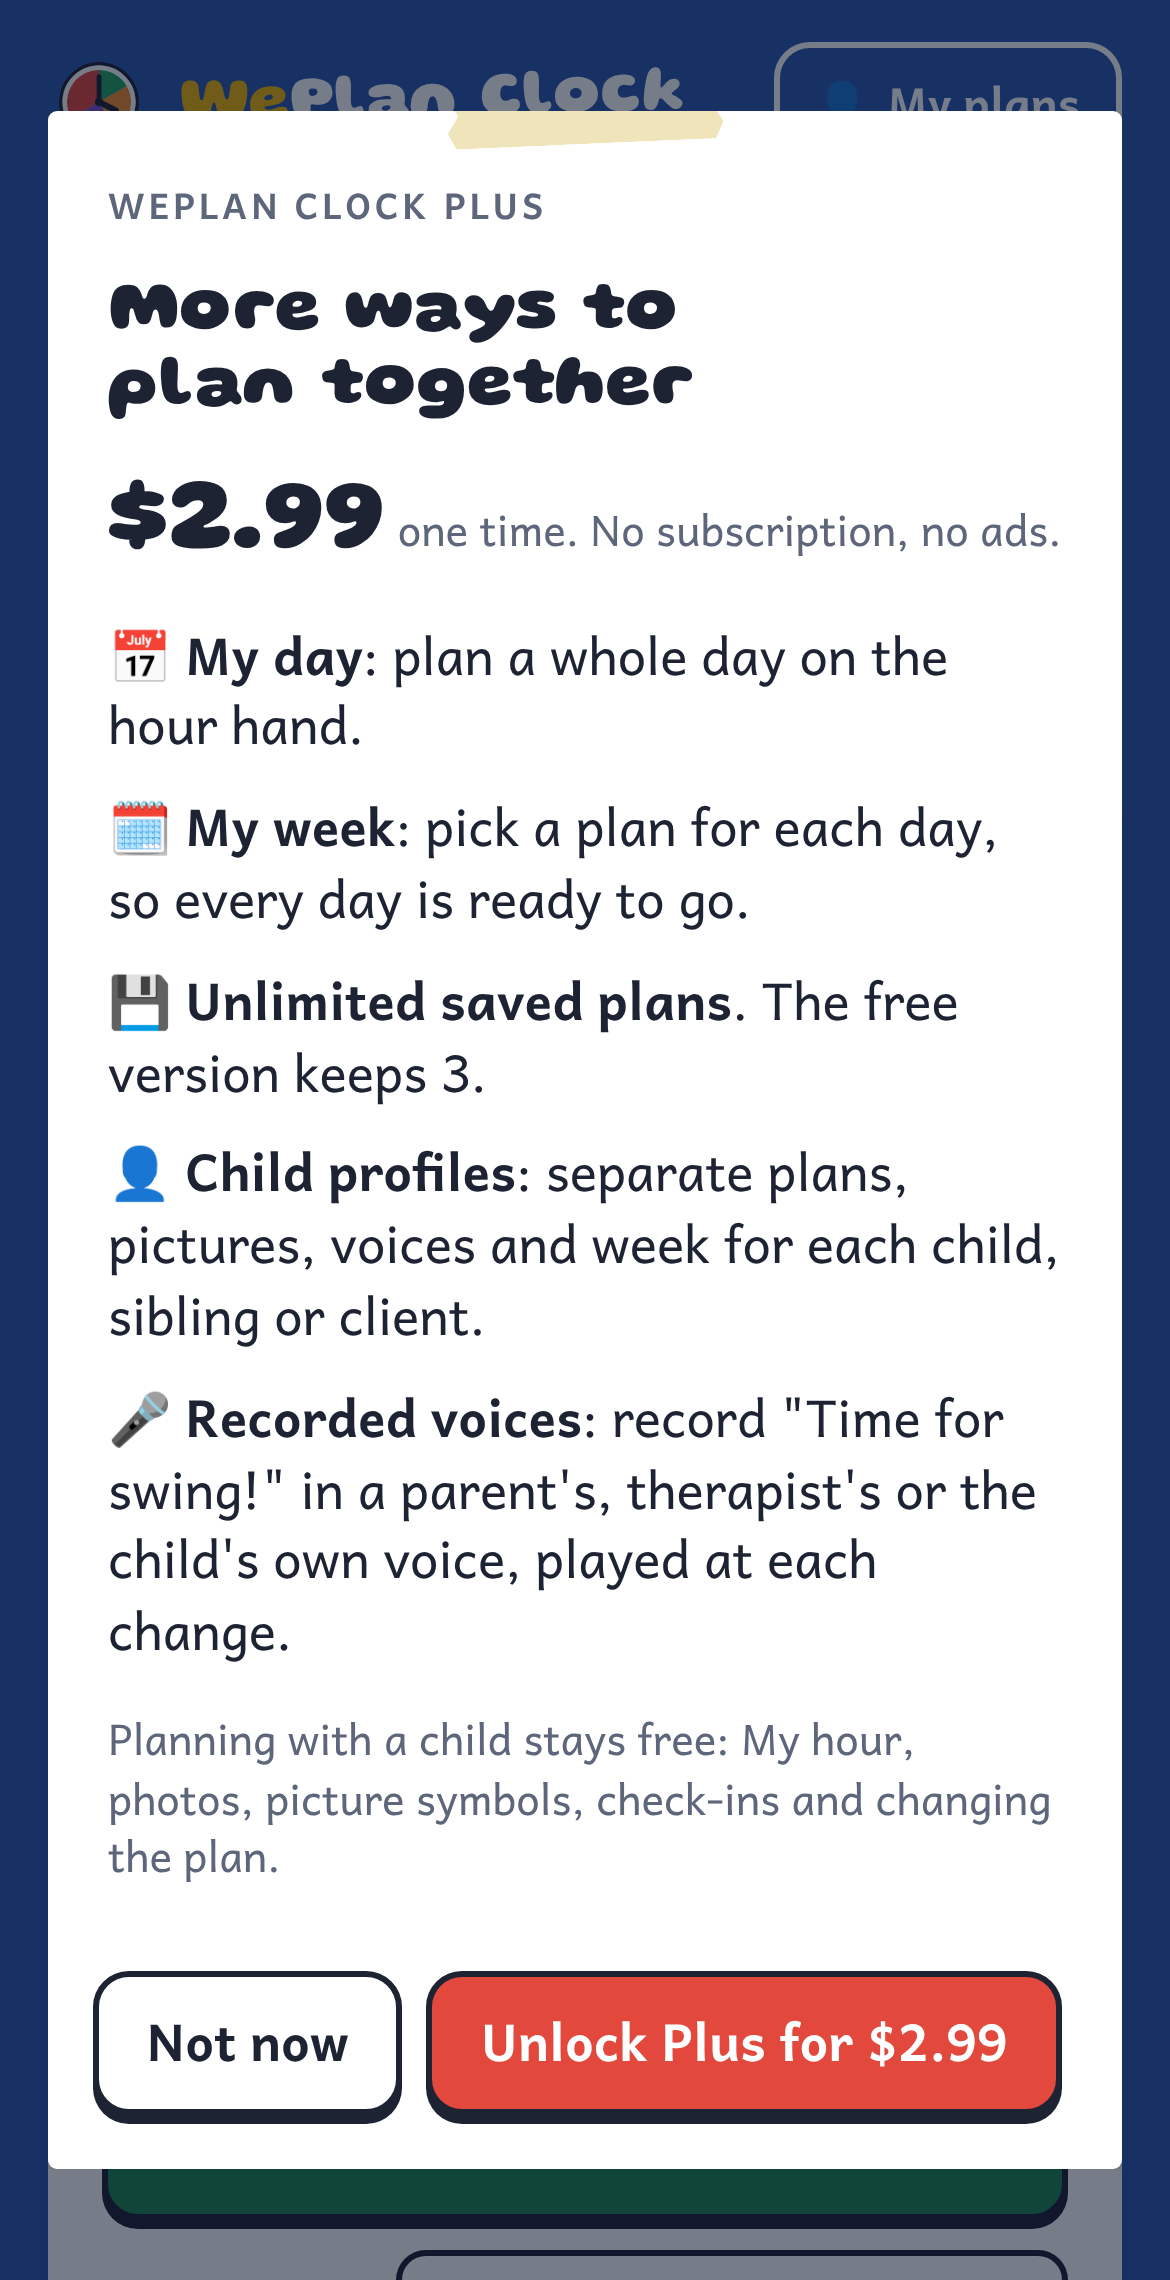 WePlan Clock
My plans
WEPLAN CLOCK PLUS
More ways to
plan together
$2.99 one time. No subscription, no ads.
July
17
My day: plan a whole day on the
hour hand.
My week: pick a plan for each day,
so every day is ready to go.
Unlimited saved plans. The free
version keeps 3.
Child profiles: separate plans,
pictures, voices and week for each child,
sibling or client.
Recorded voices: record "Time for
swing!" in a parent's, therapist's or the
child's own voice, played at each
change.
Planning with a child stays free: My hour,
photos, picture symbols, check-ins and changing
the plan.
Not now
Unlock Plus for $2.99